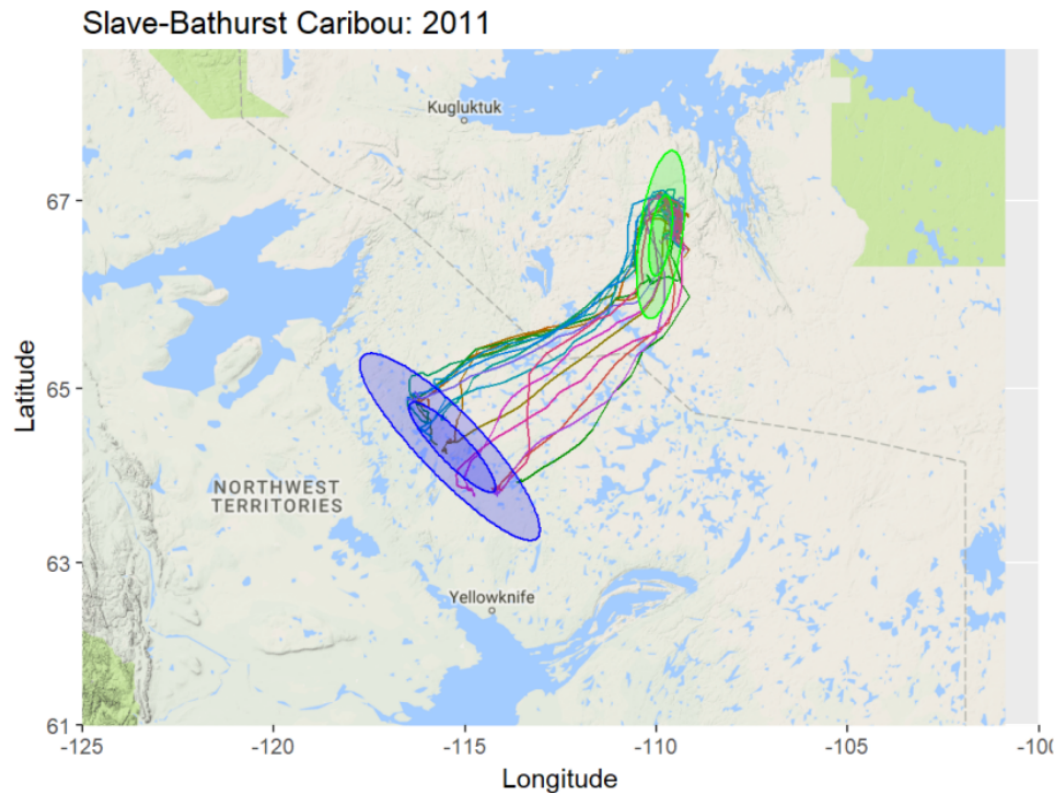 Slave-Bathurst Caribou: 2011
Kugluktuk
67
65
Latitude
NORTHWEST
TERRITORIES
63
Yellowknife
61
-125
-120
-115
-110
-105
-100
Longitude